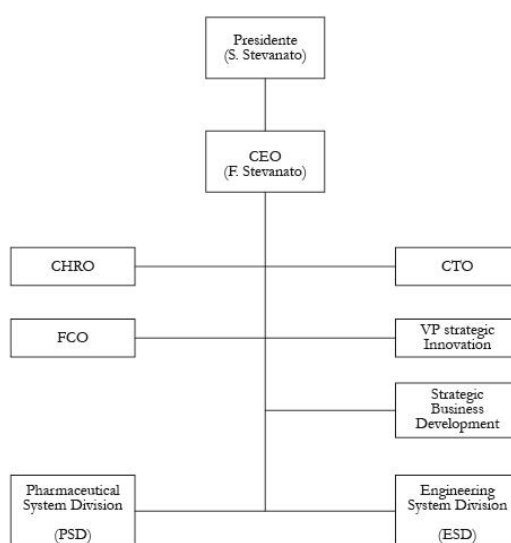 Presidente
(S. Stevanato)
CEO
(F. Stevanato)
CHRO
CTO
FCO
VP strategic
Innovation
Strategic
Business
Development
Pharmaceutical
System Division
(PSD)
Engineering
System Division
(ESD)